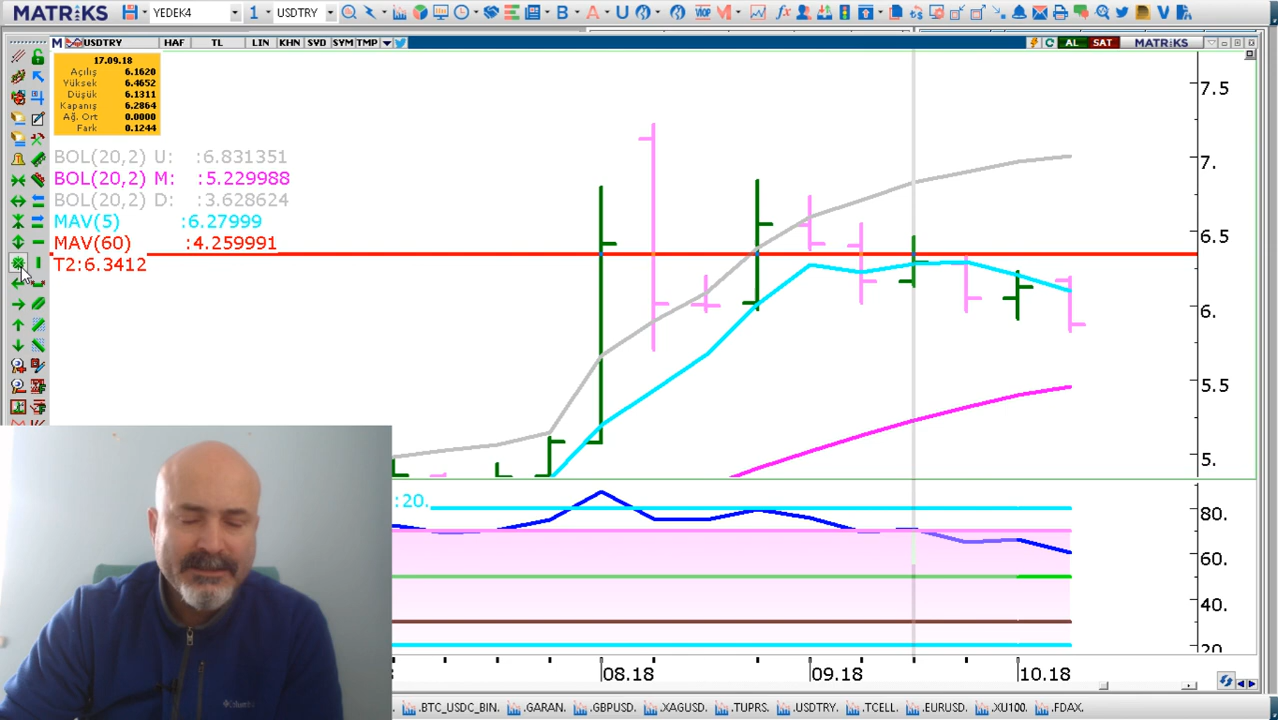 MATRIKS YEDEK4 1 USDTRY
B A U
M USDTRY HAF TL LIN KHN SVD SYM TMP AL SAT MATRIKS
17.09.18
Açılış 6.1620
Yüksek 6.4652
Düşük 6.1311
Kapanış 6.2864
Ağ. Ort 0.0000
Fark 0.1244
BOL(20,2) U: :6.831351
BOL(20,2) M: :5.229988
BOL(20,2) D: :3.628624
MAV(5) :6.27999
MAV(60) :4.259991
T2:6.3412
7.5
7.
6.5
6.
5.5
5.
:20.
80.
60.
40.
20
08.18 09.18 10.18
Columbia
.BTC_USDC_BIN. .GARAN. .GBPUSD. .XAGUSD. .TUPRS. .USDTRY. .TCELL. .EURUSD. .XU100. .FDAX.